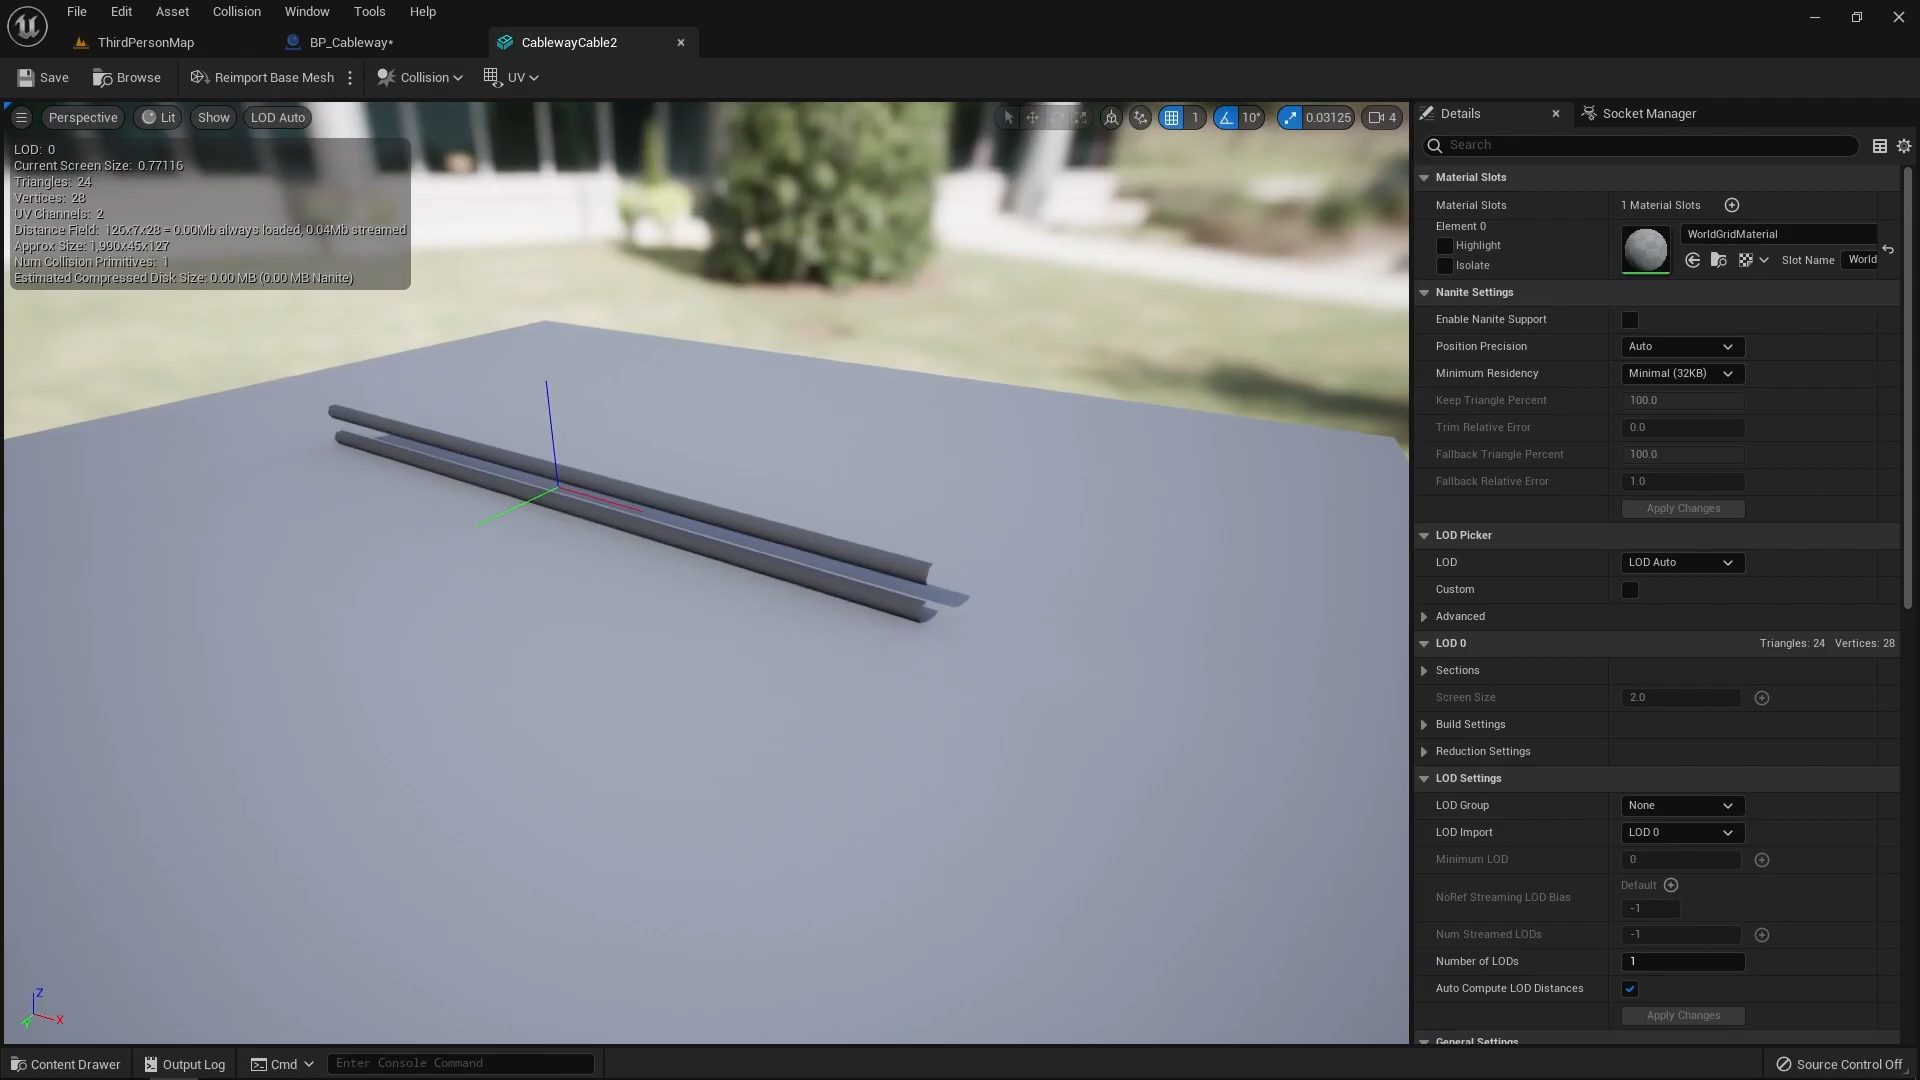 File Edit Asset Collision Window Tools Help
ThirdPersonMap BP_Cableway* CablewayCable2
Save Browse Reimport Base Mesh Collision UV
Perspective Lit Show LOD Auto 1 10° 0.03125 4
LOD: 0
Current Screen Size: 0.77116
Triangles: 24
Vertices: 28
UV Channels: 2
Distance Field: 126x7x28 = 0.00Mb always loaded, 0.04Mb streamed
Approx Size: 1,990x45x127
Num Collision Primitives: 1
Estimated Compressed Disk Size: 0.00 MB (0.00 MB Nanite)
Z
X
Y
Details Socket Manager
Search
Material Slots
Material Slots 1 Material Slots
Element 0
Highlight
Isolate
WorldGridMaterial
Slot Name World
Nanite Settings
Enable Nanite Support
Position Precision Auto
Minimum Residency Minimal (32KB)
Keep Triangle Percent 100.0
Trim Relative Error 0.0
Fallback Triangle Percent 100.0
Fallback Relative Error 1.0
Apply Changes
LOD Picker
LOD LOD Auto
Custom
Advanced
LOD 0 Triangles: 24 Vertices: 28
Sections
Screen Size 2.0
Build Settings
Reduction Settings
LOD Settings
LOD Group None
LOD Import LOD 0
Minimum LOD 0
NoRef Streaming LOD Bias Default
-1
Num Streamed LODs -1
Number of LODs 1
Auto Compute LOD Distances
Apply Changes
General Settings
Content Drawer Output Log Cmd Enter Console Command Source Control Off